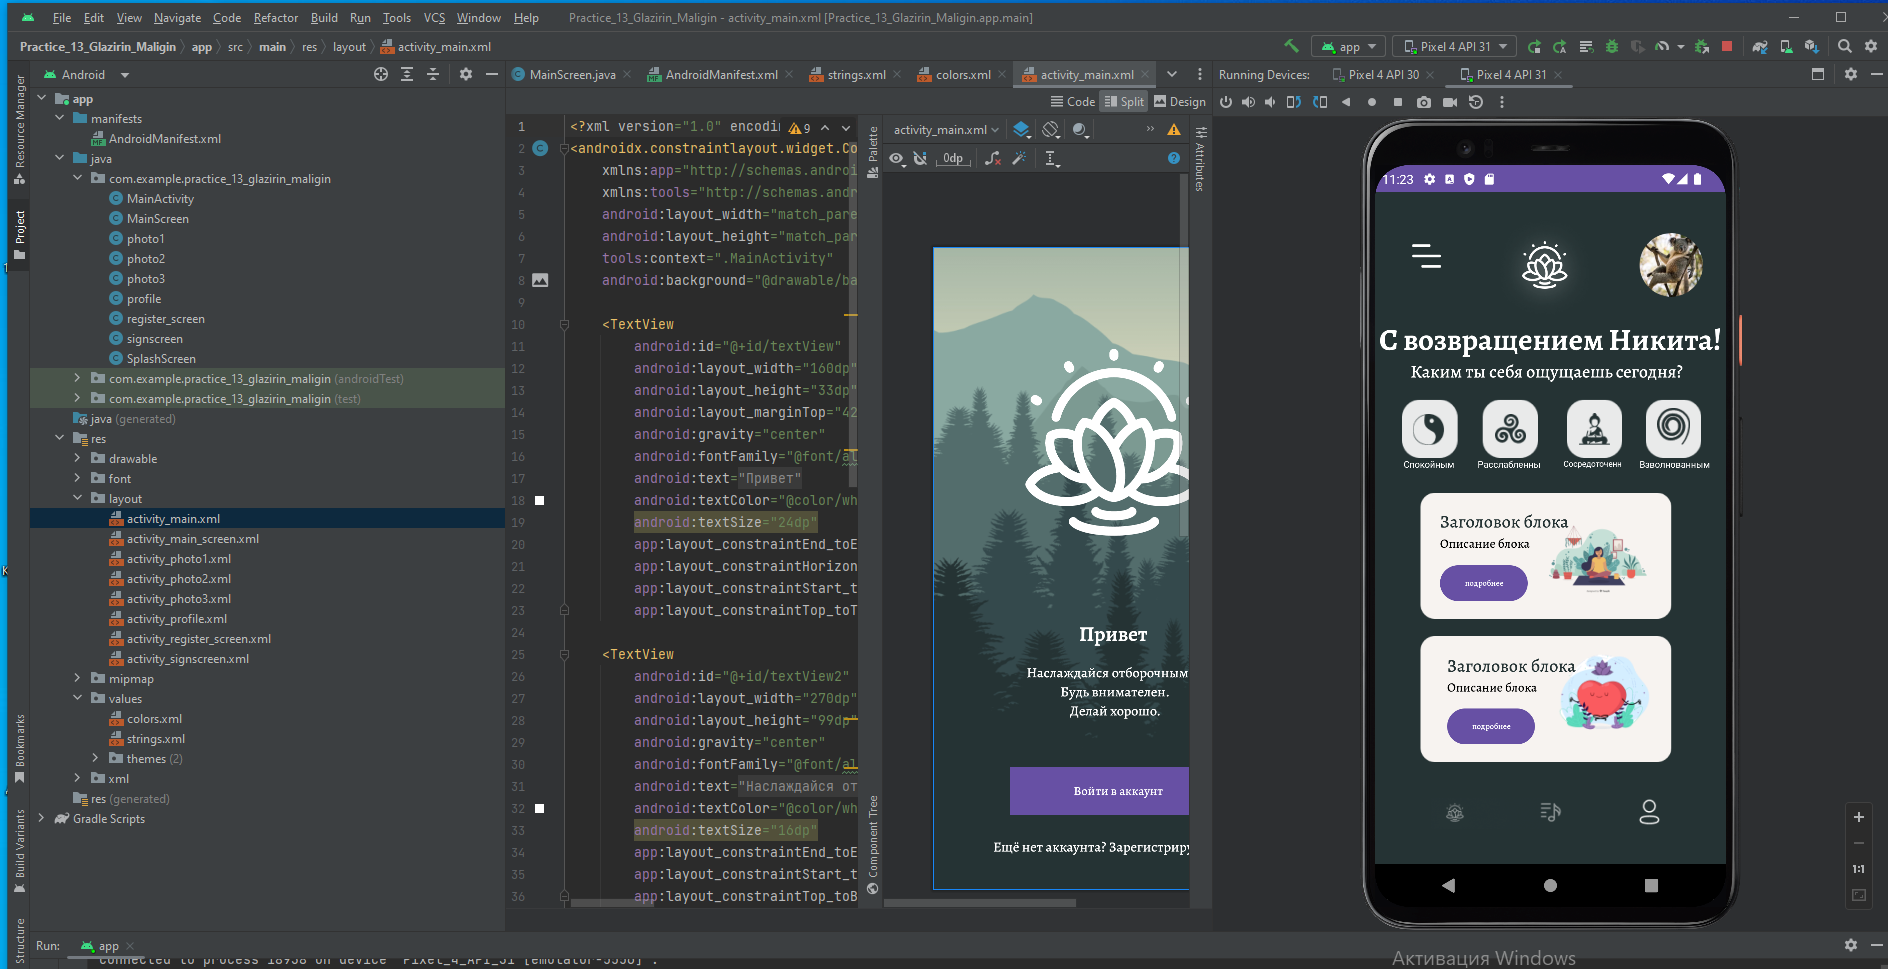 File Edit View Navigate Code Refactor Build Run Tools VCS Window Help Practice_13_Glazirin_Maligin - activity_main.xml [Practice_13_Glazirin_Maligin.app.main]
Practice_13_Glazirin_Maligin app src main res layout activity_main.xml
app Pixel 4 API 31
Resource Manager
Project
Bookmarks
Build Variants
Structure
Android
app
manifests
AndroidManifest.xml
java
com.example.practice_13_glazirin_maligin
MainActivity
MainScreen
photo1
photo2
photo3
profile
register_screen
signscreen
SplashScreen
com.example.practice_13_glazirin_maligin (androidTest)
com.example.practice_13_glazirin_maligin (test)
java (generated)
res
drawable
font
layout
activity_main.xml
activity_main_screen.xml
activity_photo1.xml
activity_photo2.xml
activity_photo3.xml
activity_profile.xml
activity_register_screen.xml
activity_signscreen.xml
mipmap
values
colors.xml
strings.xml
themes (2)
xml
res (generated)
Gradle Scripts
MainScreen.java AndroidManifest.xml strings.xml colors.xml activity_main.xml
Code Split Design
9
1 <?xml version="1.0" encodin
2 <androidx.constraintlayout.widget.Co
3 xmlns:app="http://schemas.androi
4 xmlns:tools="http://schemas.andr
5 android:layout_width="match_pare
6 android:layout_height="match_par
7 tools:context=".MainActivity"
8 android:background="@drawable/ba
9
10 <TextView
11 android:id="@+id/textView"
12 android:layout_width="160dp"
13 android:layout_height="33dp"
14 android:layout_marginTop="42
15 android:gravity="center"
16 android:fontFamily="@font/al
17 android:text="Привет"
18 android:textColor="@color/wh
19 android:textSize="24dp"
20 app:layout_constraintEnd_toE
21 app:layout_constraintHorizon
22 app:layout_constraintStart_t
23 app:layout_constraintTop_toT
24
25 <TextView
26 android:id="@+id/textView2"
27 android:layout_width="270dp"
28 android:layout_height="99dp"
29 android:gravity="center"
30 android:fontFamily="@font/al
31 android:text="Наслаждайся от
32 android:textColor="@color/wh
33 android:textSize="16dp"
34 app:layout_constraintEnd_toE
35 app:layout_constraintStart_t
36 app:layout_constraintTop_toB
Palette
Component Tree
activity_main.xml
0dp
Attributes
Привет
Наслаждайся отборочным
Будь внимателен.
Делай хорошо.
Войти в аккаунт
Ещё нет аккаунта? Зарегистриру
Running Devices: Pixel 4 API 30 Pixel 4 API 31
11:23
С возвращением Никита!
Каким ты себя ощущаешь сегодня?
Спокойным Расслабленны Сосредоточенн Взволнованным
Заголовок блока
Описание блока
подробнее
Заголовок блока
Описание блока
подробнее
1:1
Run: app
Connected to process 18958 on device 'Pixel_4_API_31 [emulator-5556]'.
Активация Windows